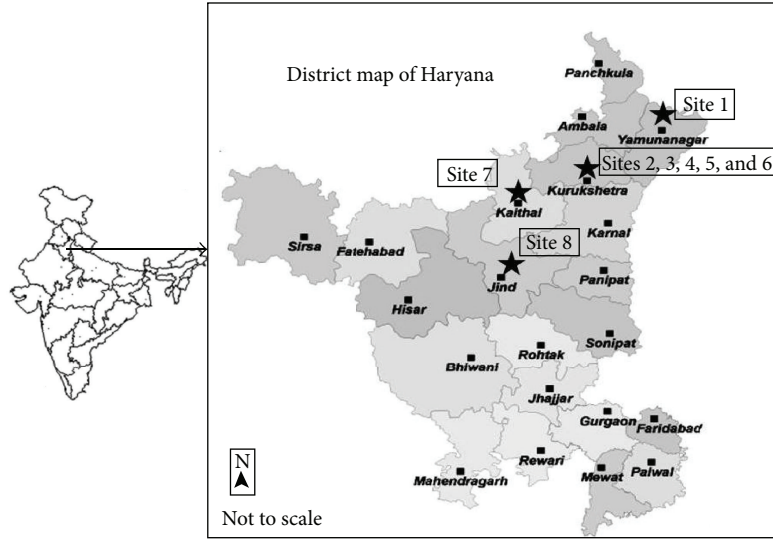 District map of Haryana
Panchkula
Site 1
Ambala
Yamunanagar
Sites 2, 3, 4, 5, and 6
Site 7
Kurukshetra
Kaithal
Karnal
Sirsa
Fatehabad
Site 8
Panipat
Jind
Hisar
Sonipat
Rohtak
Bhiwani
Jhajjar
Gurgaon
Faridabad
Rewari
Mewat
Palwal
Mahendragarh
N
Not to scale